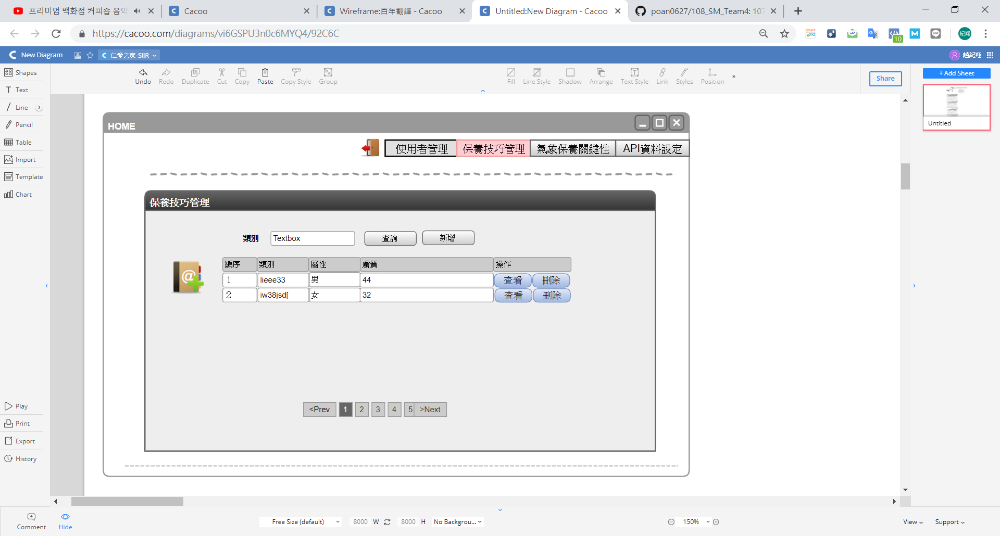 프리미엄 백화점 커피숍 음악
Cacoo
Wireframe:百年翻譯 - Cacoo
Untitled:New Diagram - Cacoo
poan0627/108_SM_Team4: 107
https://cacoo.com/diagrams/vi6GSPU3n0c6MYQ4/92C6C
10
紀翔
New Diagram
仁愛之家-SIIR
趙紀翔
Shapes
Text
Line
Pencil
Table
Import
Template
Chart
Play
Print
Export
History
Undo
Redo
Duplicate
Cut
Copy
Paste
Copy Style
Group
Fill
Line Style
Shadow
Arrange
Text Style
Link
Styles
Position
Share
+ Add Sheet
Untitled
HOME
使用者管理 保養技巧管理 氣象保養關鍵性 API資料設定
保養技巧管理
類別 Textbox 查詢 新增
編序 類別 屬性 膚質 操作
1 lieee33 男 44 查看 刪除
2 iw38jsd[ 女 32 查看 刪除
<Prev 1 2 3 4 5 >Next
Comment
Hide
Free Size (default)
8000 W 8000 H
No Backgrou...
150%
View
Support